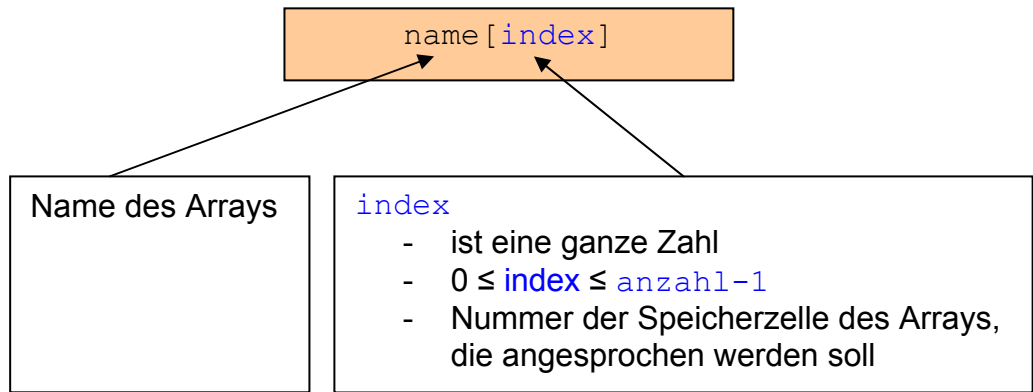 name[index]
Name des Arrays
index
- ist eine ganze Zahl
- 0 ≤ index ≤ anzahl-1
- Nummer der Speicherzelle des Arrays,
die angesprochen werden soll